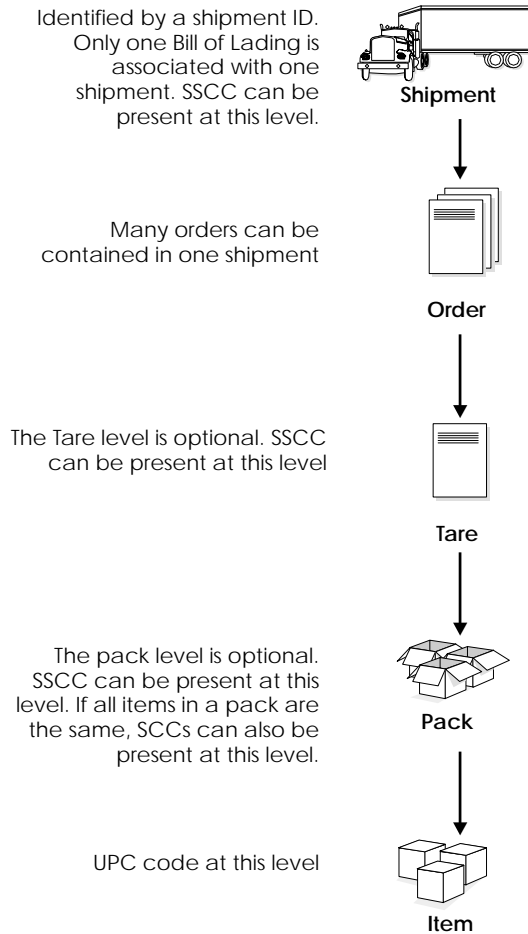 Identified by a shipment ID.
Only one Bill of Lading is
associated with one
shipment. SSCC can be
present at this level.
Shipment
Many orders can be
contained in one shipment
Order
The Tare level is optional. SSCC
can be present at this level
Tare
The pack level is optional.
SSCC can be present at this
level. If all items in a pack are
the same, SCCs can also be
present at this level.
Pack
UPC code at this level
Item